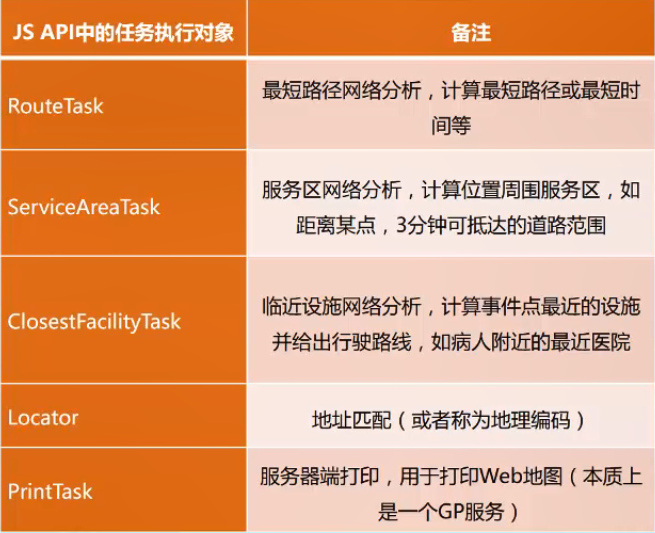 JS API中的任务执行对象
备注
RouteTask
最短路径网络分析，计算最短路径或最短时
间等
ServiceAreaTask
服务区网络分析，计算位置周围服务区，如
距离某点，3分钟可抵达的道路范围
ClosestFacilityTask
临近设施网络分析，计算事件点最近的设施
并给出行驶路线，如病人附近的最近医院
Locator
地址匹配（或者称为地理编码）
PrintTask
服务器端打印，用于打印Web地图（本质上
是一个GP服务）